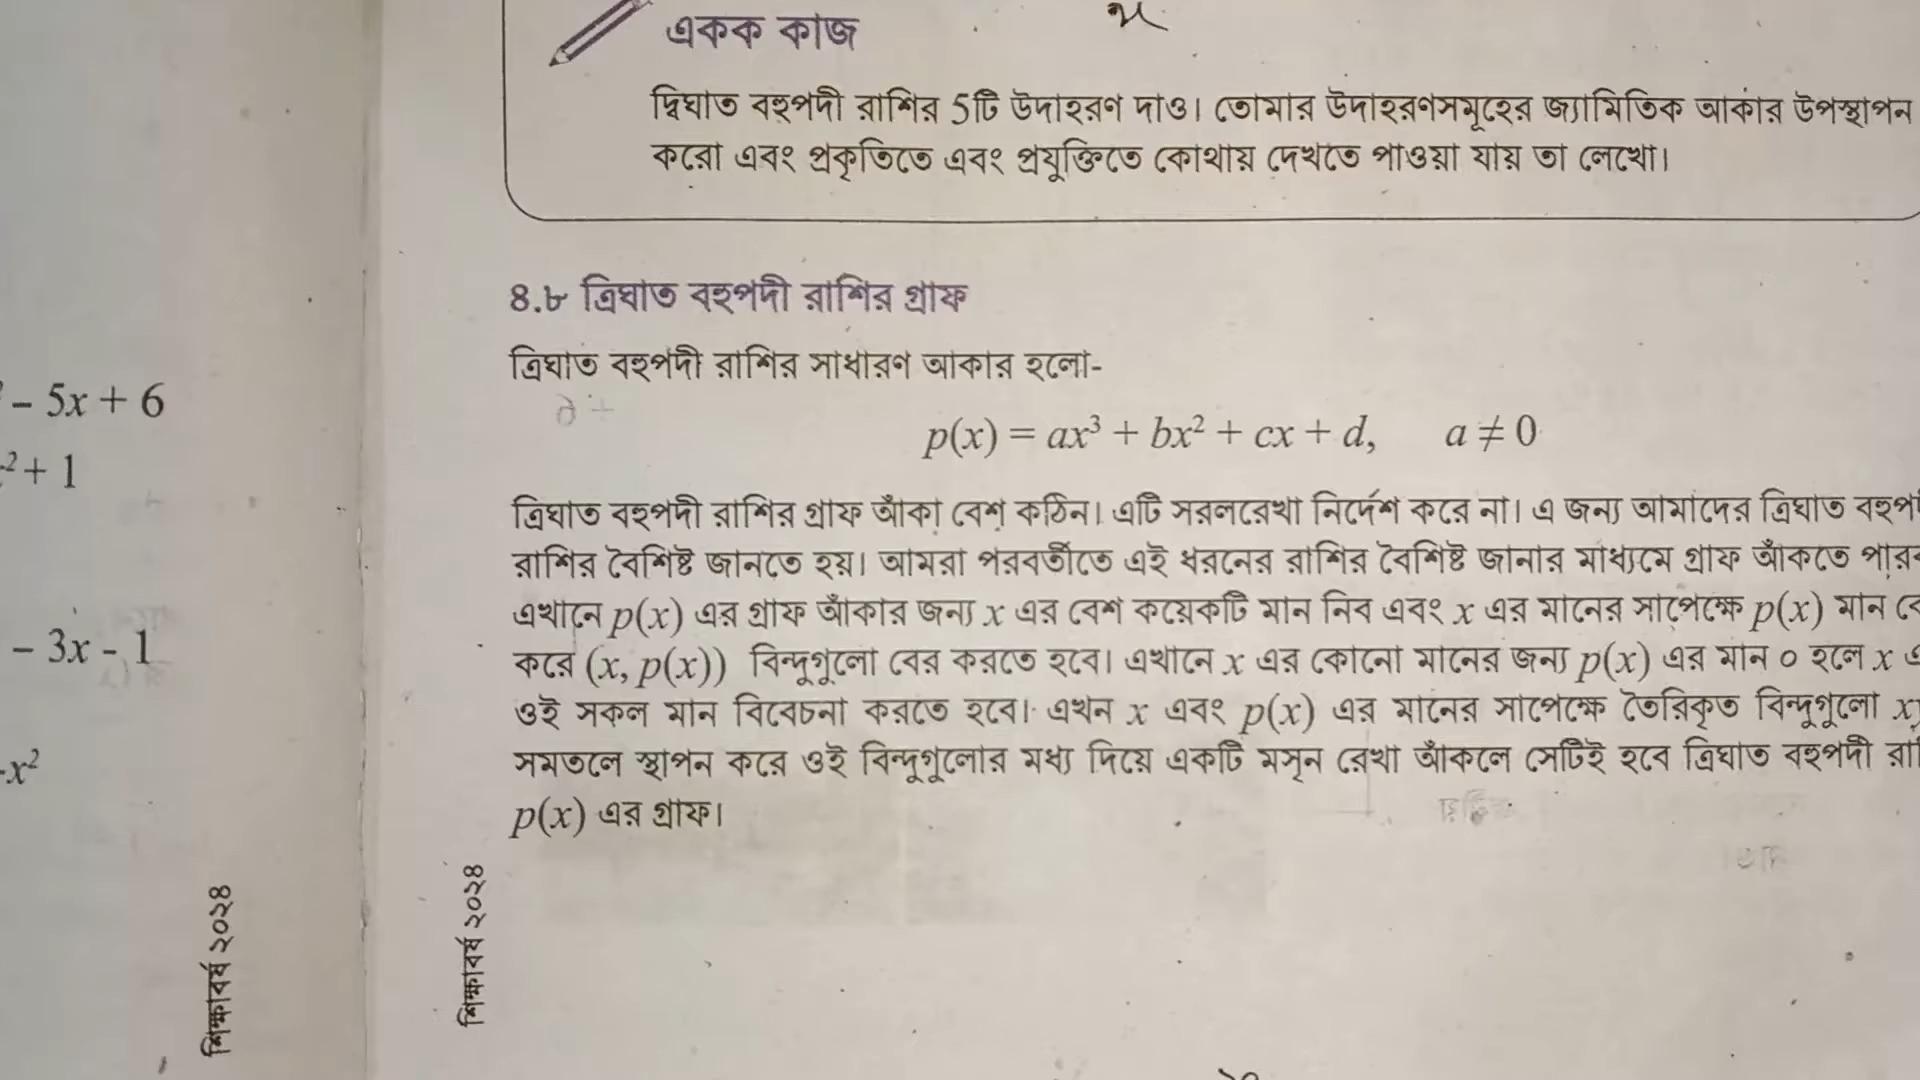 একক কাজ
দ্বিঘাত বহুপদী রাশির 5টি উদাহরণ দাও। তোমার উদাহরণসমূহের জ্যামিতিক আকার উপস্থাপন
করো এবং প্রকৃতিতে এবং প্রযুক্তিতে কোথায় দেখতে পাওয়া যায় তা লেখো।
৪.৮ ত্রিঘাত বহুপদী রাশির গ্রাফ
ত্রিঘাত বহুপদী রাশির সাধারণ আকার হলো-
p(x) = ax³ + bx² + cx + d, a ≠ 0
ত্রিঘাত বহুপদী রাশির গ্রাফ আঁকা বেশ কঠিন। এটি সরলরেখা নির্দেশ করে না। এ জন্য আমাদের ত্রিঘাত
রাশির বৈশিষ্ট জানতে হয়। আমরা পরবর্তীতে এই ধরনের রাশির বৈশিষ্ট জানার মাধ্যমে গ্রাফ আঁকতে
এখানে p(x) এর গ্রাফ আঁকার জন্য x এর বেশ কয়েকটি মান নিব এবং x এর মানের সাপেক্ষে p(x) মান
করে (x, p(x)) বিন্দুগুলো বের করতে হবে। এখানে x এর কোনো মানের জন্য p(x) এর মান ০ হলে x
ওই সকল মান বিবেচনা করতে হবে। এখন x এবং p(x) এর মানের সাপেক্ষে তৈরিকৃত বিন্দুগুলো
সমতলে স্থাপন করে ওই বিন্দুগুলোর মধ্য দিয়ে একটি মসৃন রেখা আঁকলে সেটিই হবে ত্রিঘাত বহুপদী
p(x) এর গ্রাফ।
শিক্ষাবর্ষ ২০২৪
– 5x + 6
² + 1
– 3x - 1
x²
শিক্ষাবর্ষ ২০২৪